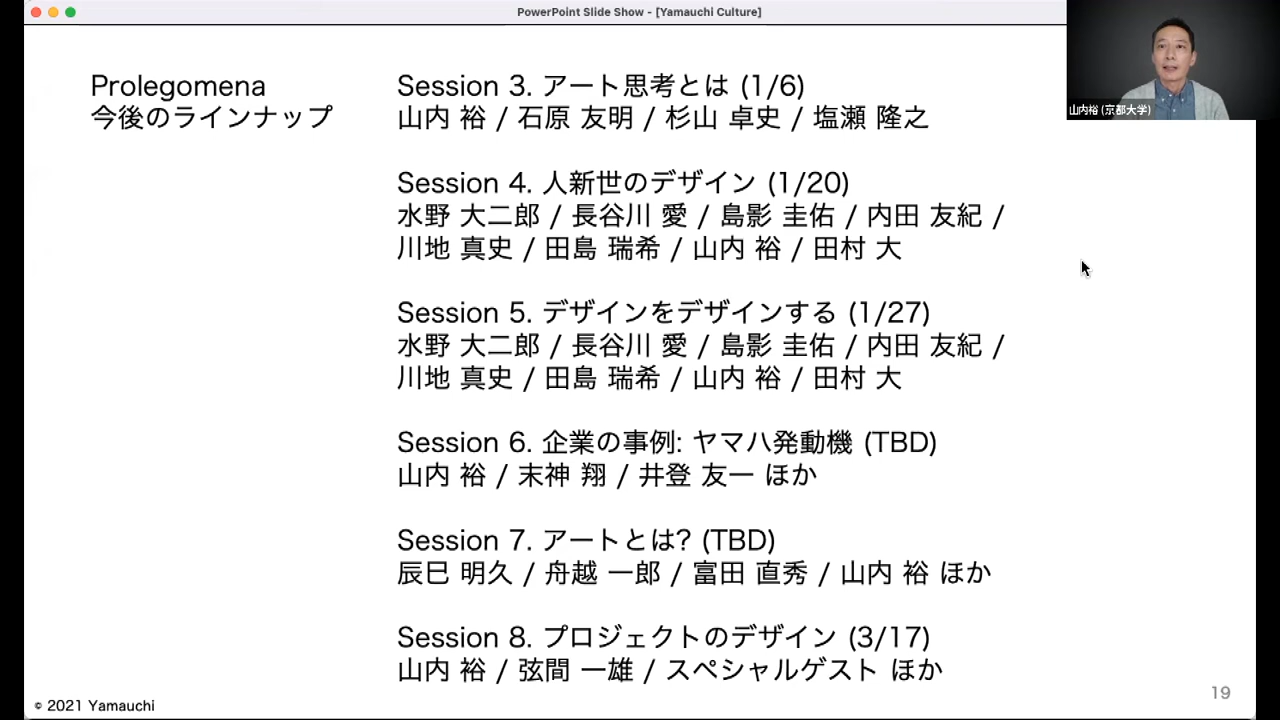 PowerPoint Slide Show - [Yamauchi Culture]
山内裕 (京都大学)
Prolegomena
今後のラインナップ
Session 3. アート思考とは (1/6)
山内 裕 / 石原 友明 / 杉山 卓史 / 塩瀬 隆之
Session 4. 人新世のデザイン (1/20)
水野 大二郎 / 長谷川 愛 / 島影 圭佑 / 内田 友紀 /
川地 真史 / 田島 瑞希 / 山内 裕 / 田村 大
Session 5. デザインをデザインする (1/27)
水野 大二郎 / 長谷川 愛 / 島影 圭佑 / 内田 友紀 /
川地 真史 / 田島 瑞希 / 山内 裕 / 田村 大
Session 6. 企業の事例: ヤマハ発動機 (TBD)
山内 裕 / 末神 翔 / 井登 友一 ほか
Session 7. アートとは? (TBD)
辰巳 明久 / 舟越 一郎 / 富田 直秀 / 山内 裕 ほか
Session 8. プロジェクトのデザイン (3/17)
山内 裕 / 弦間 一雄 / スペシャルゲスト ほか
© 2021 Yamauchi
19